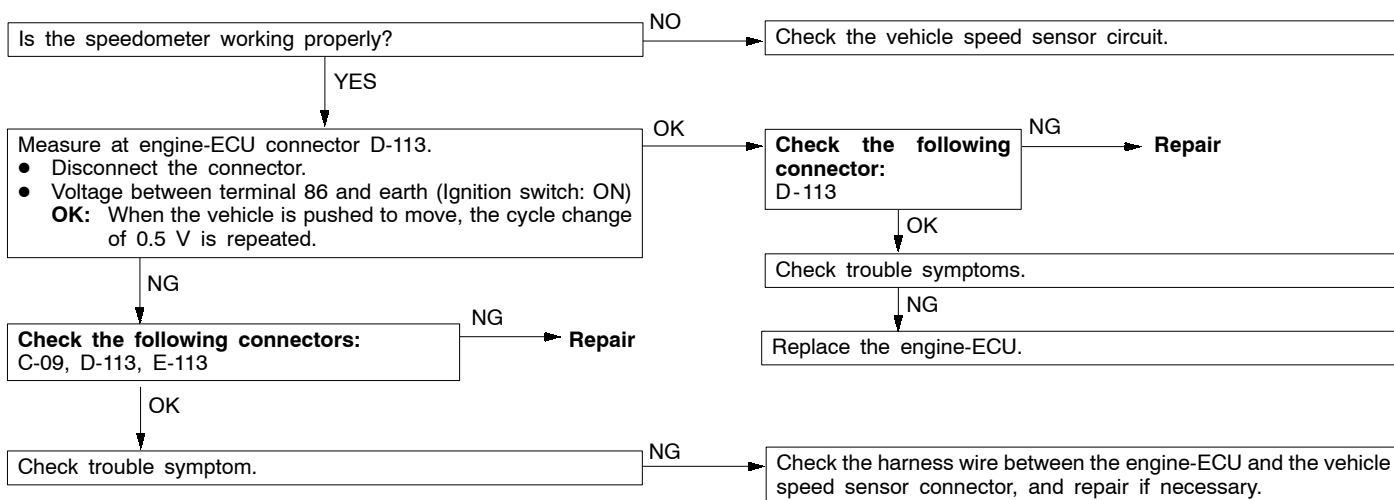 Is the speedometer working properly?
NO
Check the vehicle speed sensor circuit.
YES
Measure at engine-ECU connector D-113.
● Disconnect the connector.
● Voltage between terminal 86 and earth (Ignition switch: ON)
OK: When the vehicle is pushed to move, the cycle change
of 0.5 V is repeated.
OK
Check the following
connector:
D-113
NG
Repair
OK
Check trouble symptoms.
NG
Replace the engine-ECU.
NG
Check the following connectors:
C-09, D-113, E-113
NG
Repair
OK
Check trouble symptom.
NG
Check the harness wire between the engine-ECU and the vehicle
speed sensor connector, and repair if necessary.